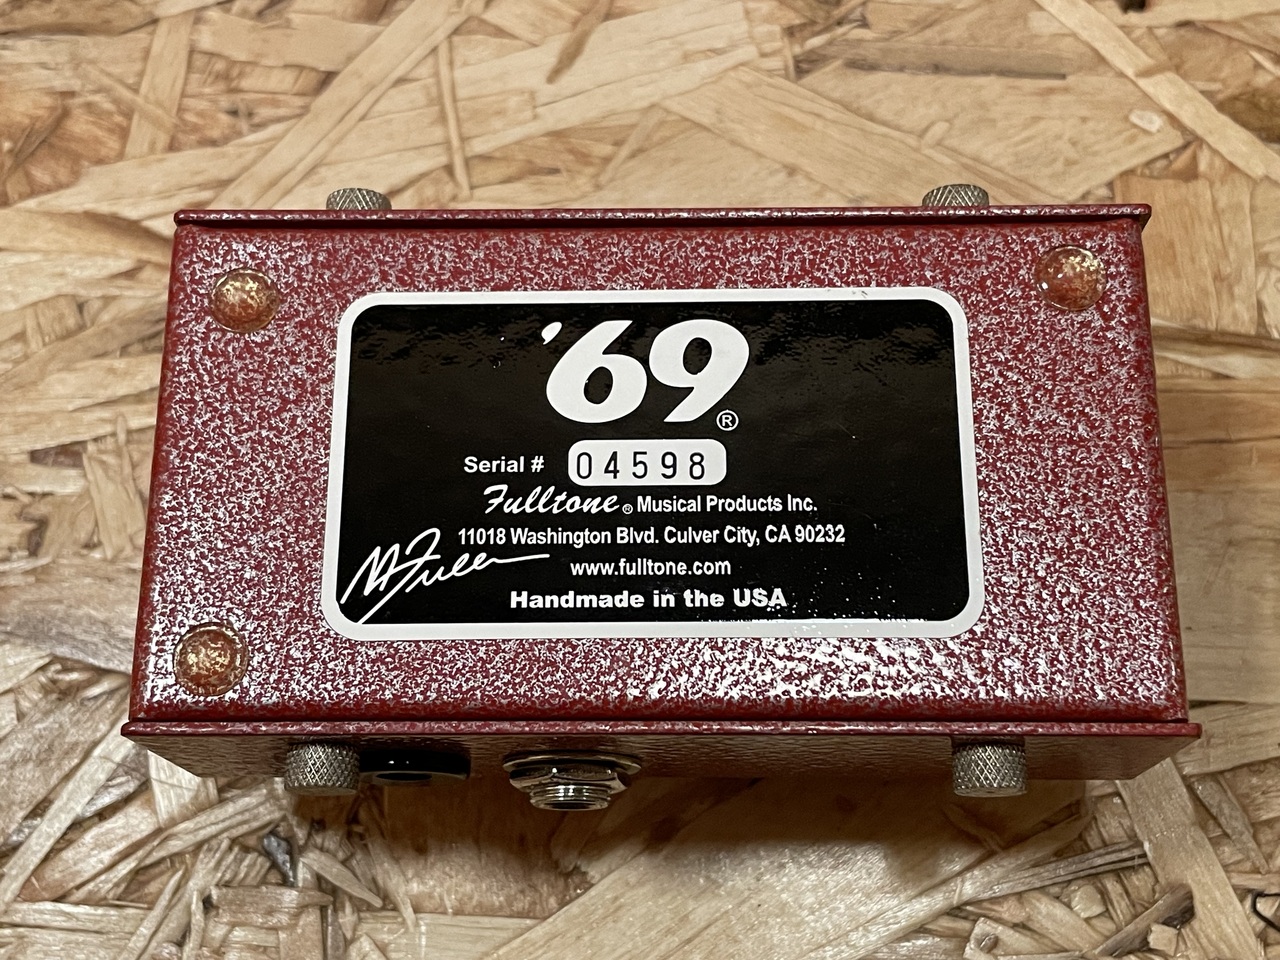 '69®
Serial # 04598
Fulltone® Musical Products Inc.
11018 Washington Blvd. Culver City, CA 90232
M Fuller
www.fulltone.com
Handmade in the USA